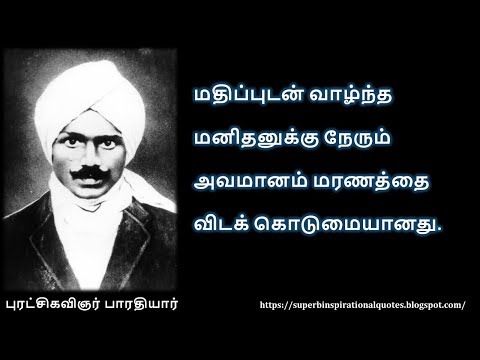 மதிப்புடன் வாழ்ந்த
மனிதனுக்கு நேரும்
அவமானம் மரணத்தை
விடக் கொடுமையானது.
புரட்சிகவிஞர் பாரதியார்
https://superbinspirationalquotes.blogspot.com/